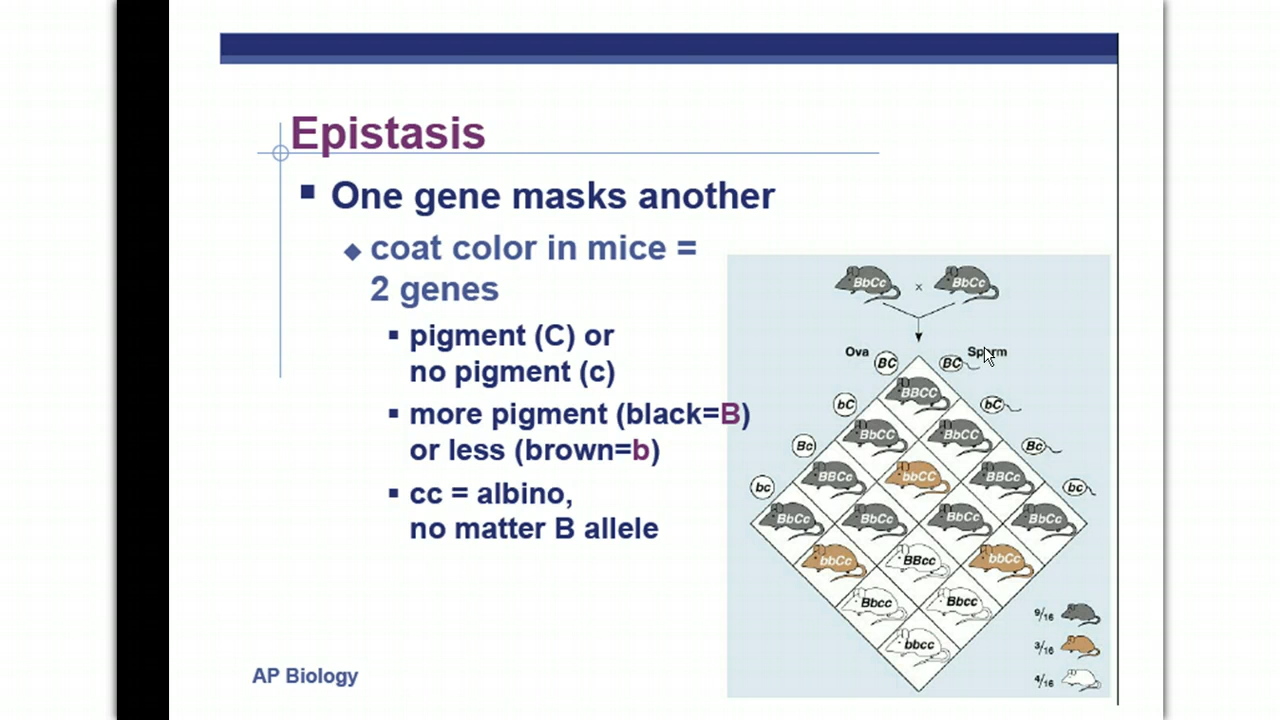 Epistasis
One gene masks another
coat color in mice =
2 genes
pigment (C) or
no pigment (c)
more pigment (black=B)
or less (brown=b)
cc = albino,
no matter B allele
BbCc x BbCc
Ova Sperm
BC BC
BBCC
bC bC
BbCC BbCC
Bc Bc
BBCc bbCC BBCc
bc bc
BbCc BbCc BbCc BbCc
bbCc BBcc bbCc
Bbcc Bbcc
9/16
bbcc
3/16
4/16
AP Biology